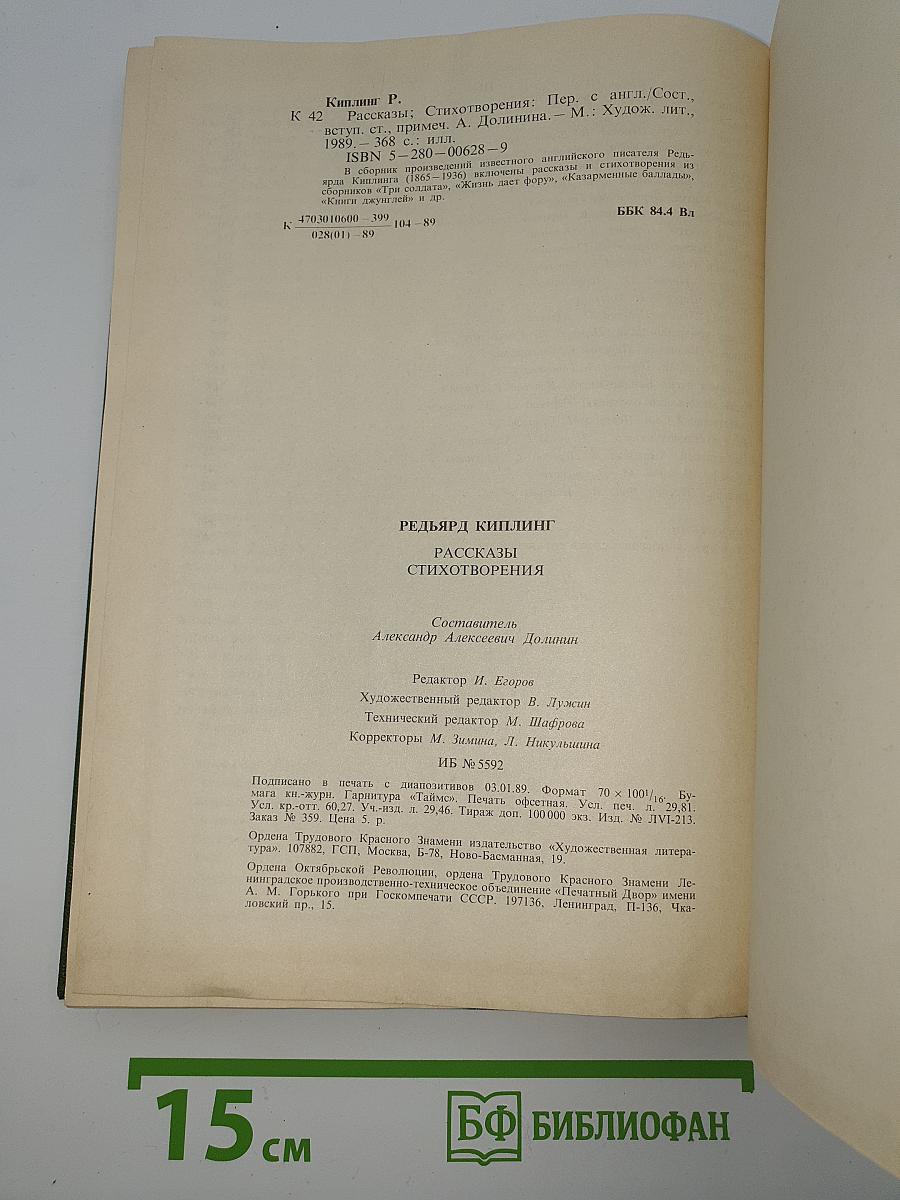 Киплинг Р.
К 42 Рассказы; Стихотворения: Пер. с англ./Сост.,
вступ. ст., примеч. А. Долинина.— М.: Худож. лит.,
1989.— 368 с.: илл.
ISBN 5—280—00628—9
В сборник произведений известного английского писателя Редь-
ярда Киплинга (1865—1936) включены рассказы и стихотворения из
сборников «Три солдата», «Жизнь дает фору», «Казарменные баллады»,
«Книги джунглей» и др.
К 4703010600—399 / 028(01)—89 104—89
ББК 84.4 Вл
РЕДЬЯРД КИПЛИНГ
РАССКАЗЫ
СТИХОТВОРЕНИЯ
Составитель
Александр Алексеевич Долинин
Редактор И. Егоров
Художественный редактор В. Лужин
Технический редактор М. Шафрова
Корректоры М. Зимина, Л. Никульшина
ИБ № 5592
Подписано в печать с диапозитивов 03.01.89. Формат 70 × 100 1/16. Бу-
мага кн.-журн. Гарнитура «Таймс». Печать офсетная. Усл. печ. л. 29,81.
Усл. кр.-отт. 60,27. Уч.-изд. л. 29,46. Тираж доп. 100 000 экз. Изд. № ЛVI-213.
Заказ № 359. Цена 5. р.
Ордена Трудового Красного Знамени издательство «Художественная литера-
тура». 107882, ГСП, Москва, Б-78, Ново-Басманная, 19.
Ордена Октябрьской Революции, ордена Трудового Красного Знамени Ле-
нинградское производственно-техническое объединение «Печатный Двор» имени
А. М. Горького при Госкомпечати СССР. 197136, Ленинград, П-136, Чка-
ловский пр., 15.
15 см
БФ БИБЛИОФАН